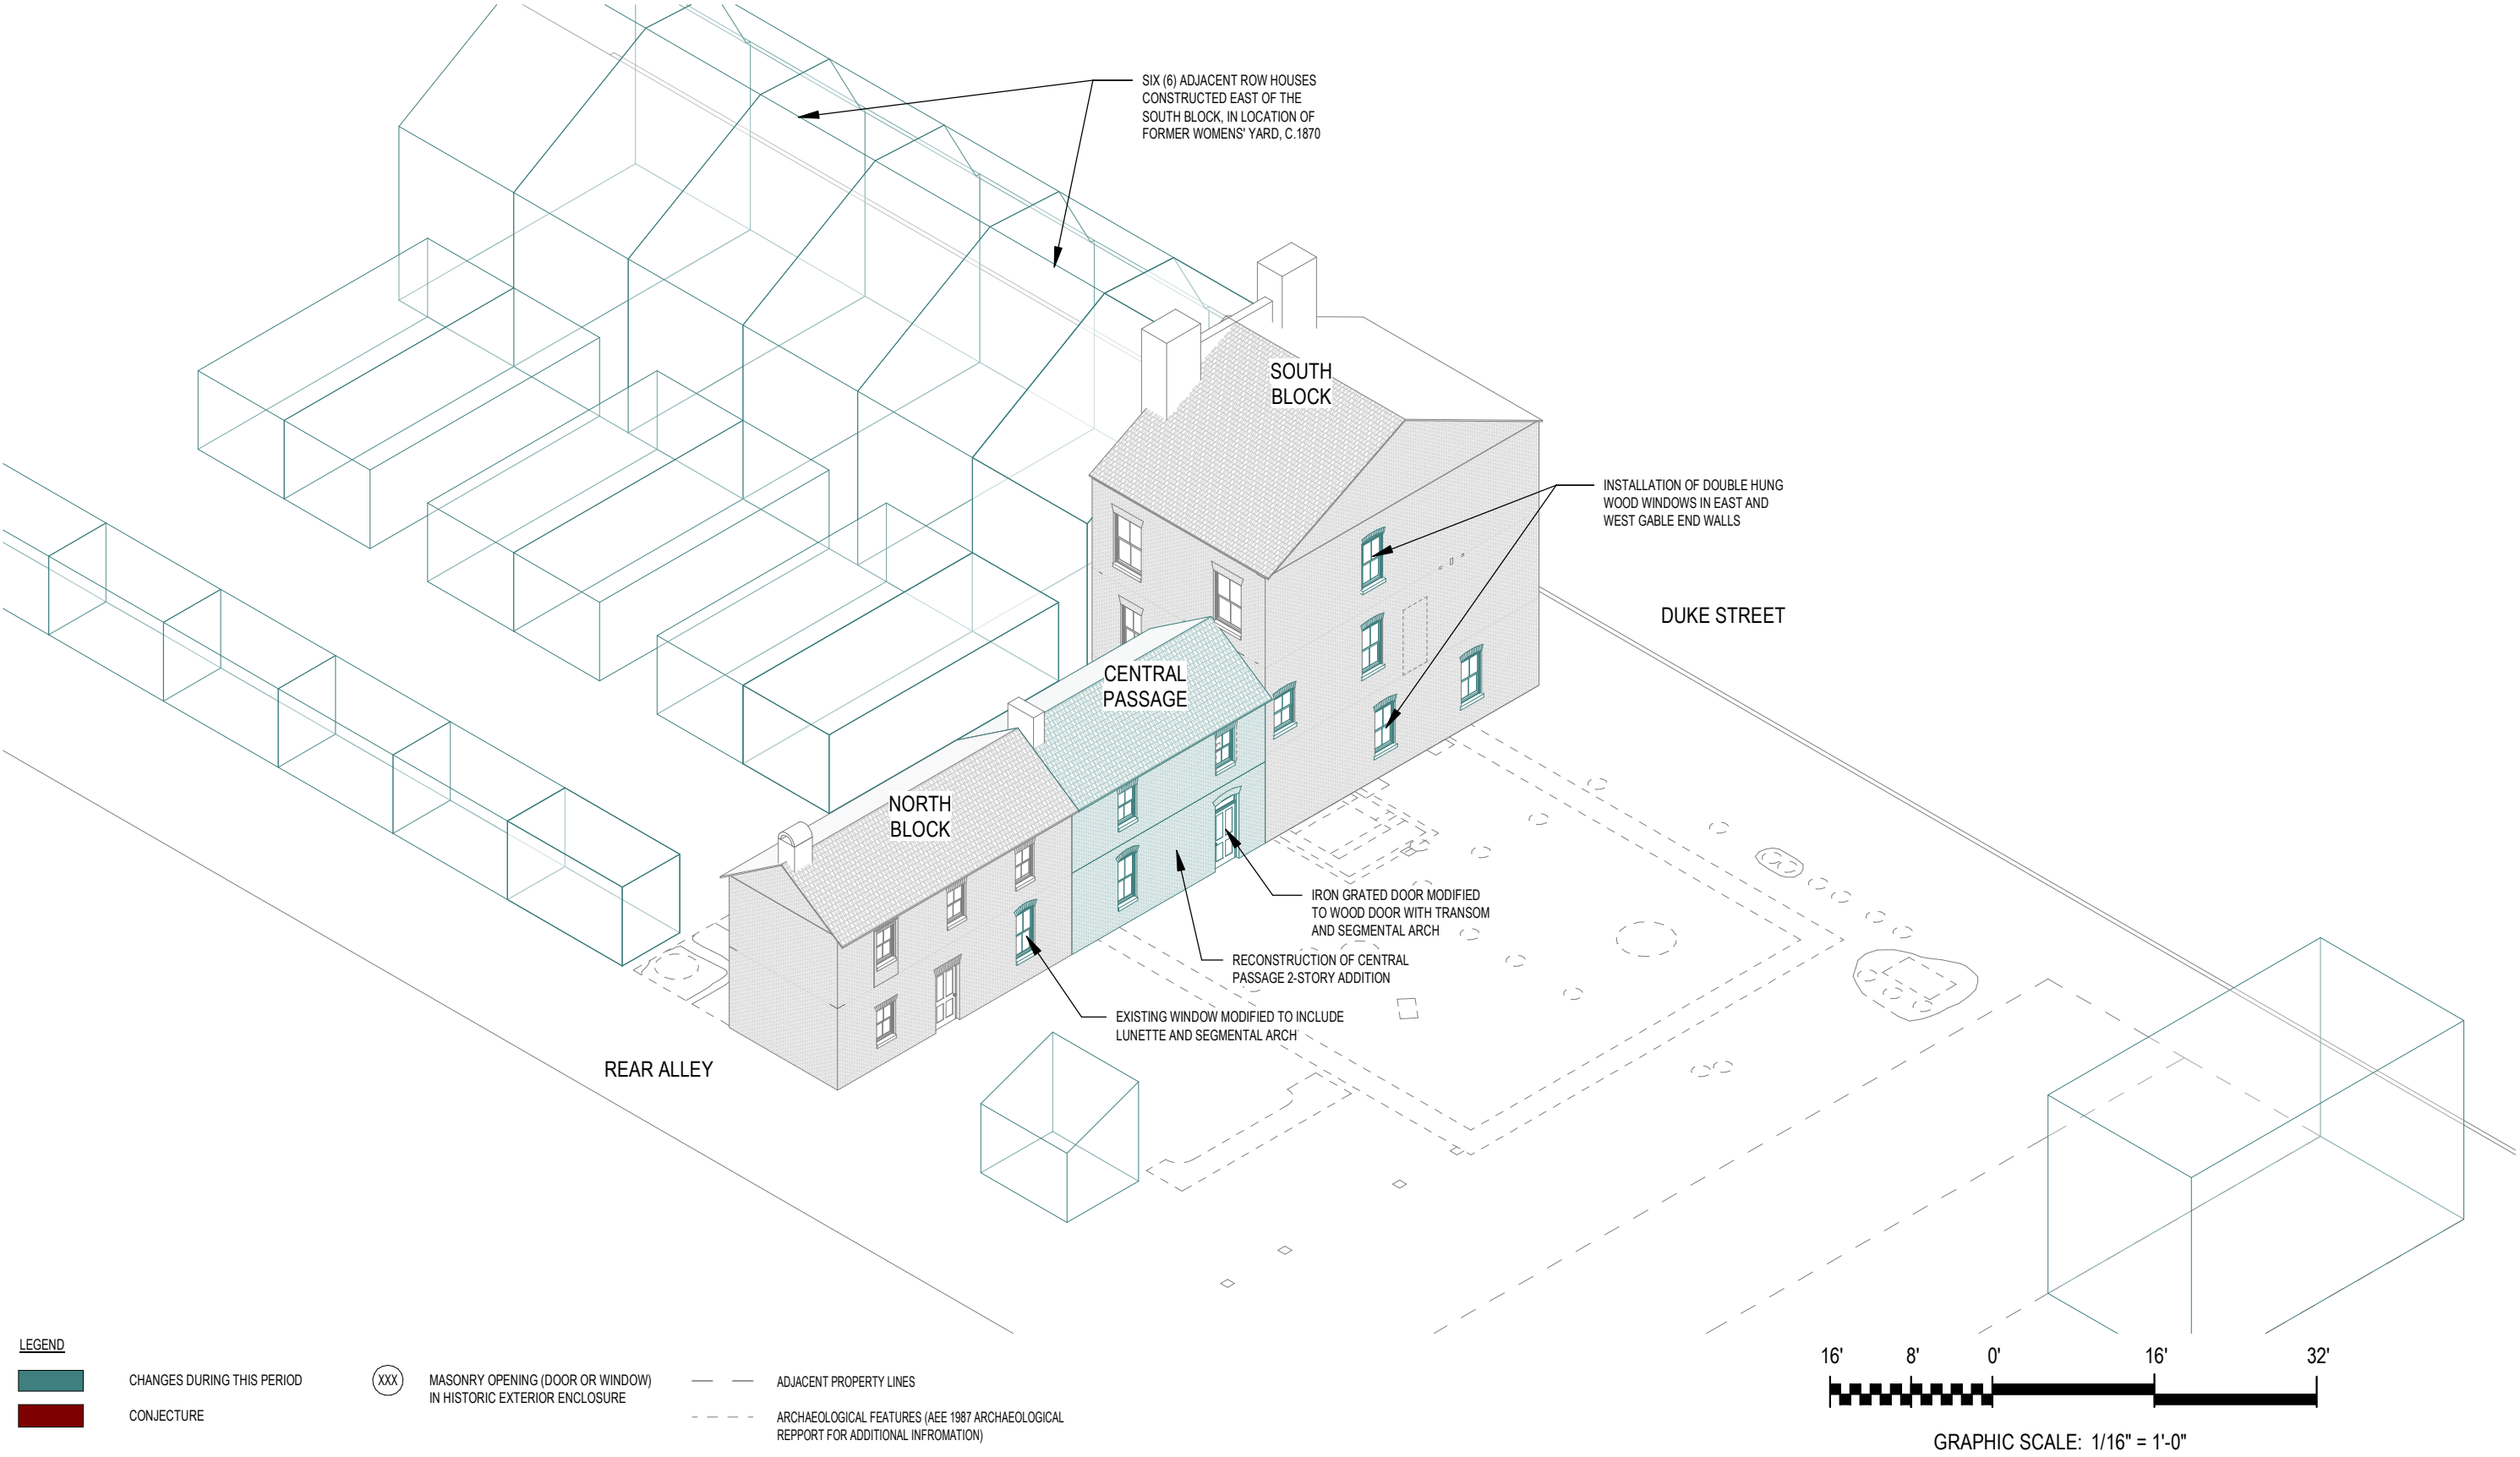 SIX (6) ADJACENT ROW HOUSES
CONSTRUCTED EAST OF THE
SOUTH BLOCK, IN LOCATION OF
FORMER WOMENS' YARD, C.1870
SOUTH
BLOCK
INSTALLATION OF DOUBLE HUNG
WOOD WINDOWS IN EAST AND
WEST GABLE END WALLS
DUKE STREET
CENTRAL
PASSAGE
NORTH
BLOCK
IRON GRATED DOOR MODIFIED
TO WOOD DOOR WITH TRANSOM
AND SEGMENTAL ARCH
RECONSTRUCTION OF CENTRAL
PASSAGE 2-STORY ADDITION
EXISTING WINDOW MODIFIED TO INCLUDE
LUNETTE AND SEGMENTAL ARCH
REAR ALLEY
LEGEND
CHANGES DURING THIS PERIOD
CONJECTURE
XXX
MASONRY OPENING (DOOR OR WINDOW)
IN HISTORIC EXTERIOR ENCLOSURE
ADJACENT PROPERTY LINES
ARCHAEOLOGICAL FEATURES (AEE 1987 ARCHAEOLOGICAL
REPPORT FOR ADDITIONAL INFROMATION)
16' 8' 0' 16' 32'
GRAPHIC SCALE: 1/16" = 1'-0"